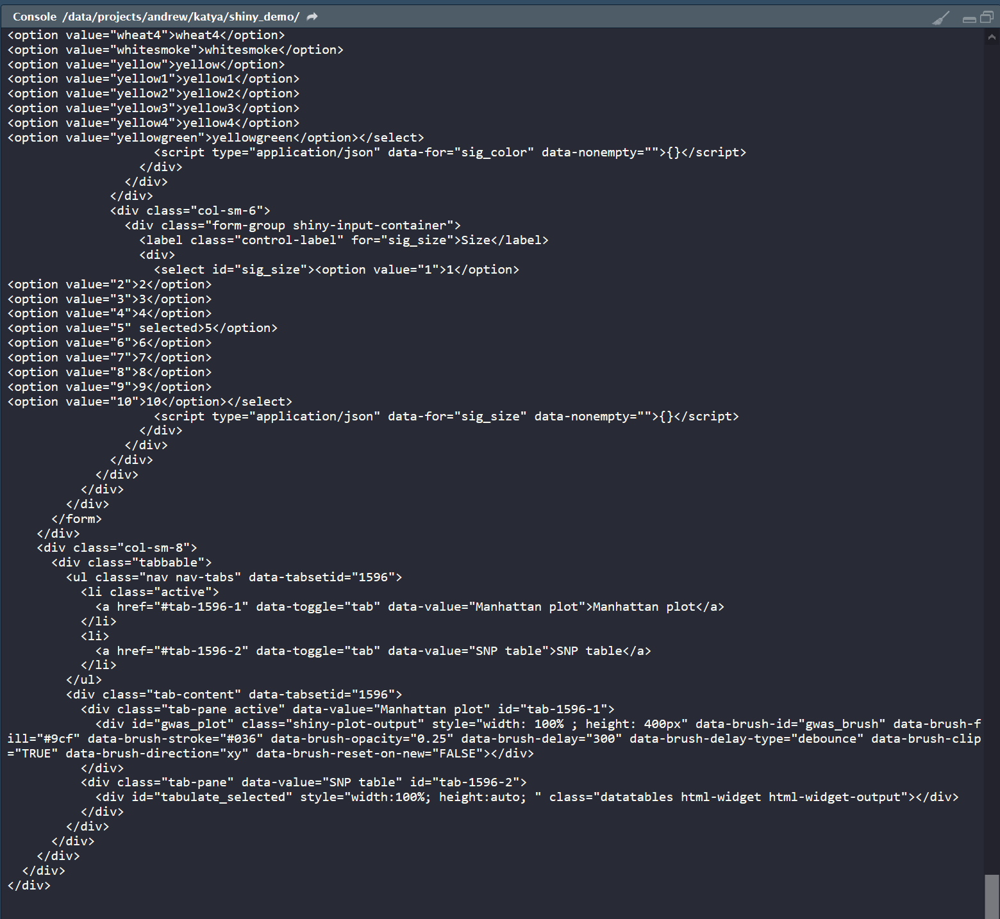 Console /data/projects/andrew/katya/shiny_demo/
<option value="wheat4">wheat4</option>
<option value="whitesmoke">whitesmoke</option>
<option value="yellow">yellow</option>
<option value="yellow1">yellow1</option>
<option value="yellow2">yellow2</option>
<option value="yellow3">yellow3</option>
<option value="yellow4">yellow4</option>
<option value="yellowgreen">yellowgreen</option></select>
                    <script type="application/json" data-for="sig_color" data-nonempty="">{}</script>
                  </div>
                </div>
              </div>
              <div class="col-sm-6">
                <div class="form-group shiny-input-container">
                  <label class="control-label" for="sig_size">Size</label>
                  <div>
                    <select id="sig_size"><option value="1">1</option>
<option value="2">2</option>
<option value="3">3</option>
<option value="4">4</option>
<option value="5" selected>5</option>
<option value="6">6</option>
<option value="7">7</option>
<option value="8">8</option>
<option value="9">9</option>
<option value="10">10</option></select>
                    <script type="application/json" data-for="sig_size" data-nonempty="">{}</script>
                  </div>
                </div>
              </div>
            </div>
          </div>
        </div>
      </form>
    </div>
    <div class="col-sm-8">
      <div class="tabbable">
        <ul class="nav nav-tabs" data-tabsetid="1596">
          <li class="active">
            <a href="#tab-1596-1" data-toggle="tab" data-value="Manhattan plot">Manhattan plot</a>
          </li>
          <li>
            <a href="#tab-1596-2" data-toggle="tab" data-value="SNP table">SNP table</a>
          </li>
        </ul>
        <div class="tab-content" data-tabsetid="1596">
          <div class="tab-pane active" data-value="Manhattan plot" id="tab-1596-1">
            <div id="gwas_plot" class="shiny-plot-output" style="width: 100% ; height: 400px" data-brush-id="gwas_brush" data-brush-f
ill="#9cf" data-brush-stroke="#036" data-brush-opacity="0.25" data-brush-delay="300" data-brush-delay-type="debounce" data-brush-clip
="TRUE" data-brush-direction="xy" data-brush-reset-on-new="FALSE"></div>
          </div>
          <div class="tab-pane" data-value="SNP table" id="tab-1596-2">
            <div id="tabulate_selected" style="width:100%; height:auto; " class="datatables html-widget html-widget-output"></div>
          </div>
        </div>
      </div>
    </div>
  </div>
</div>